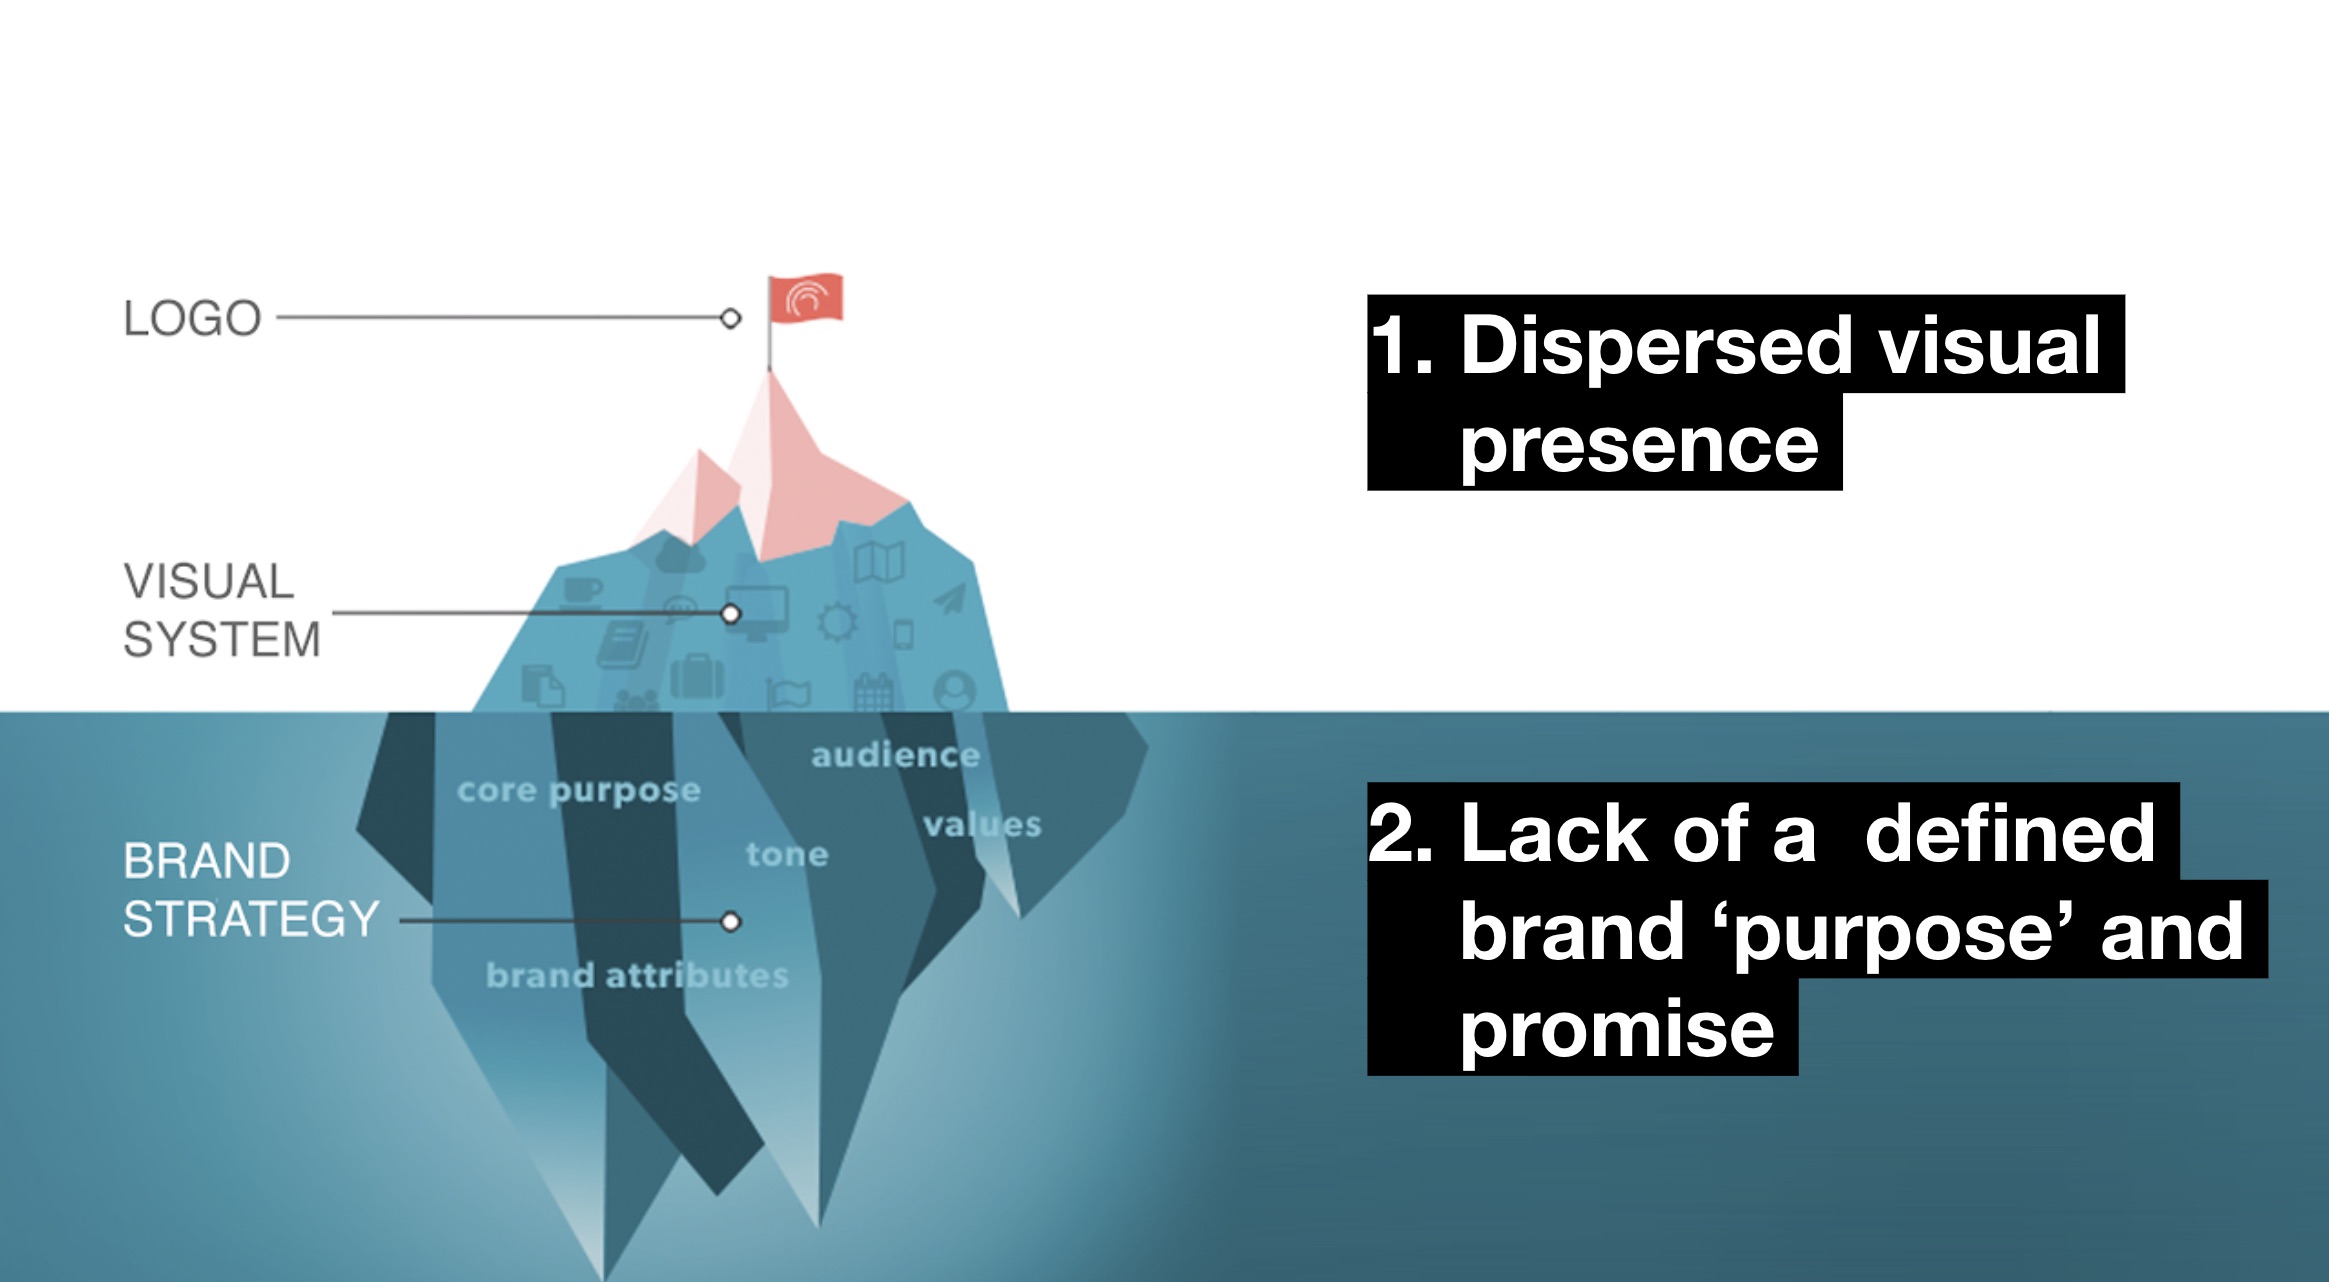 LOGO
1. Dispersed visual
presence
VISUAL
SYSTEM
audience
core purpose
values
tone
BRAND
STRATEGY
brand attributes
2. Lack of a  defined
brand ‘purpose’ and
promise